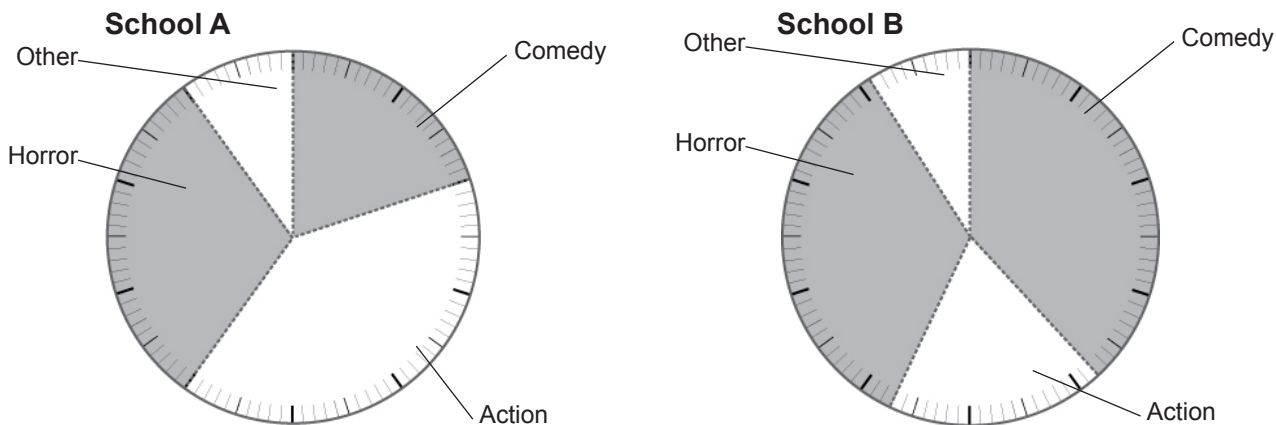 School A
Other
Comedy
Horror
Action
School B
Other
Comedy
Horror
Action